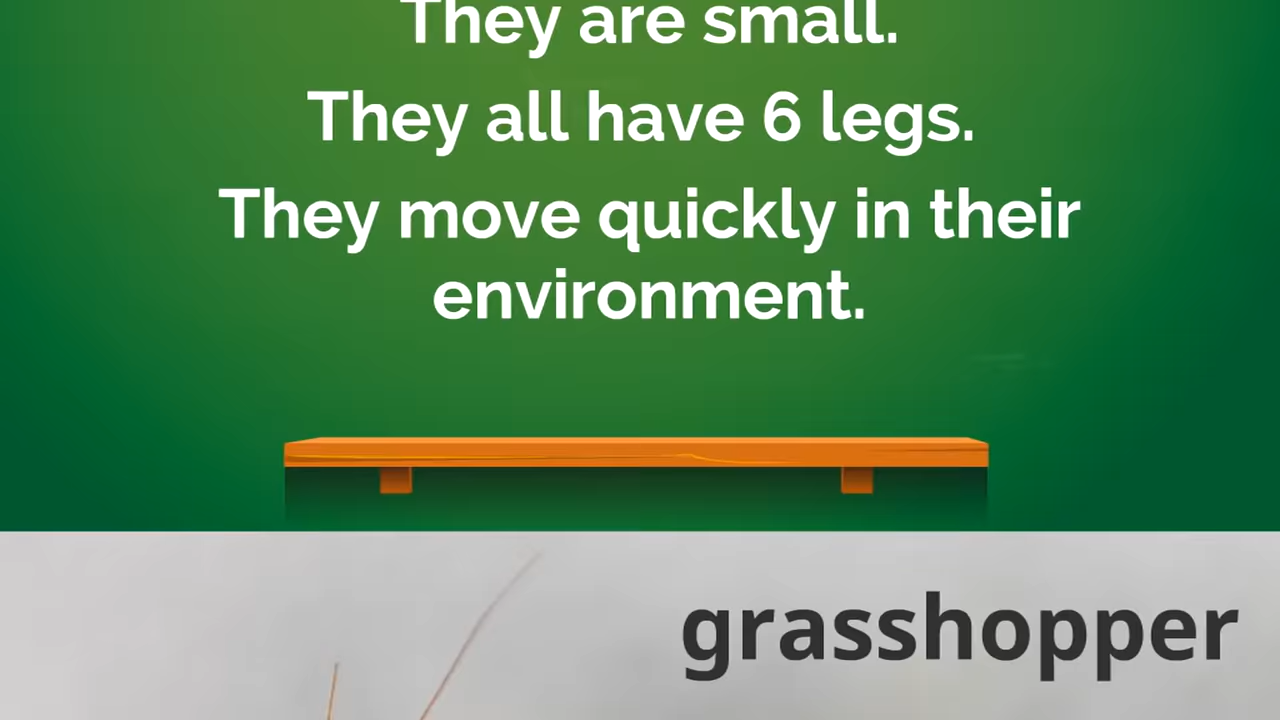 They are small.
They all have 6 legs.
They move quickly in their
environment.
grasshopper